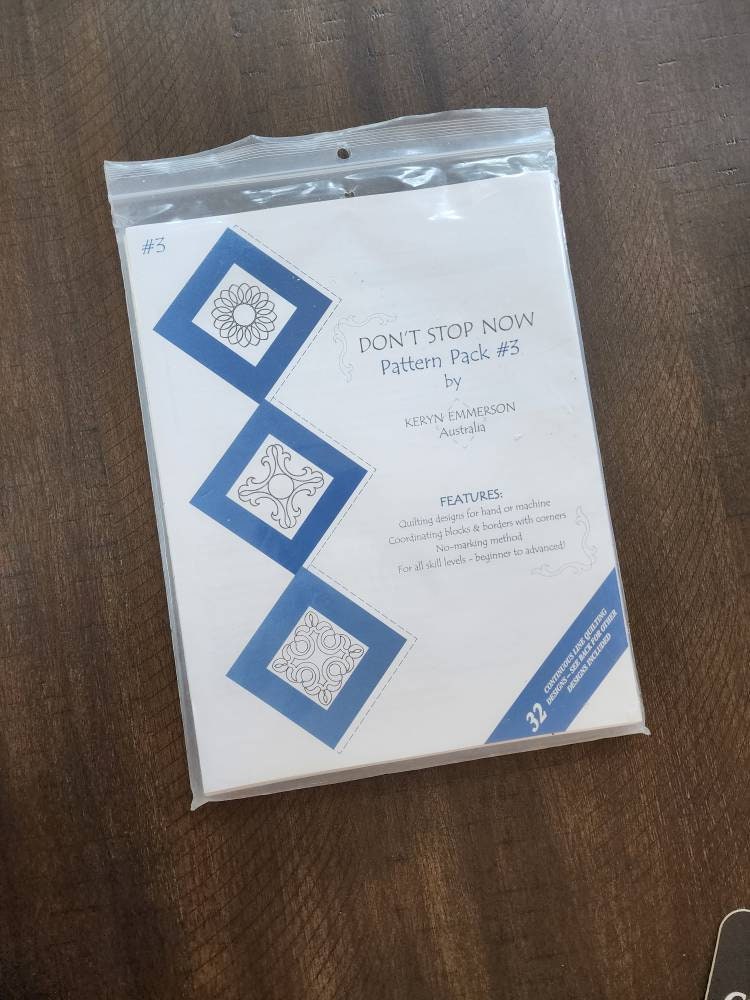 #3
DON'T STOP NOW
Pattern Pack #3
by
KERYN EMMERSON
Australia
FEATURES:
Quilting designs for hand or machine
Coordinating blocks & borders with corners
No-marking method
For all skill levels – beginner to advanced!
32
CONTINUOUS LINE QUILTING
DESIGNS – SEE BACK FOR OTHER
DESIGNS INCLUDED